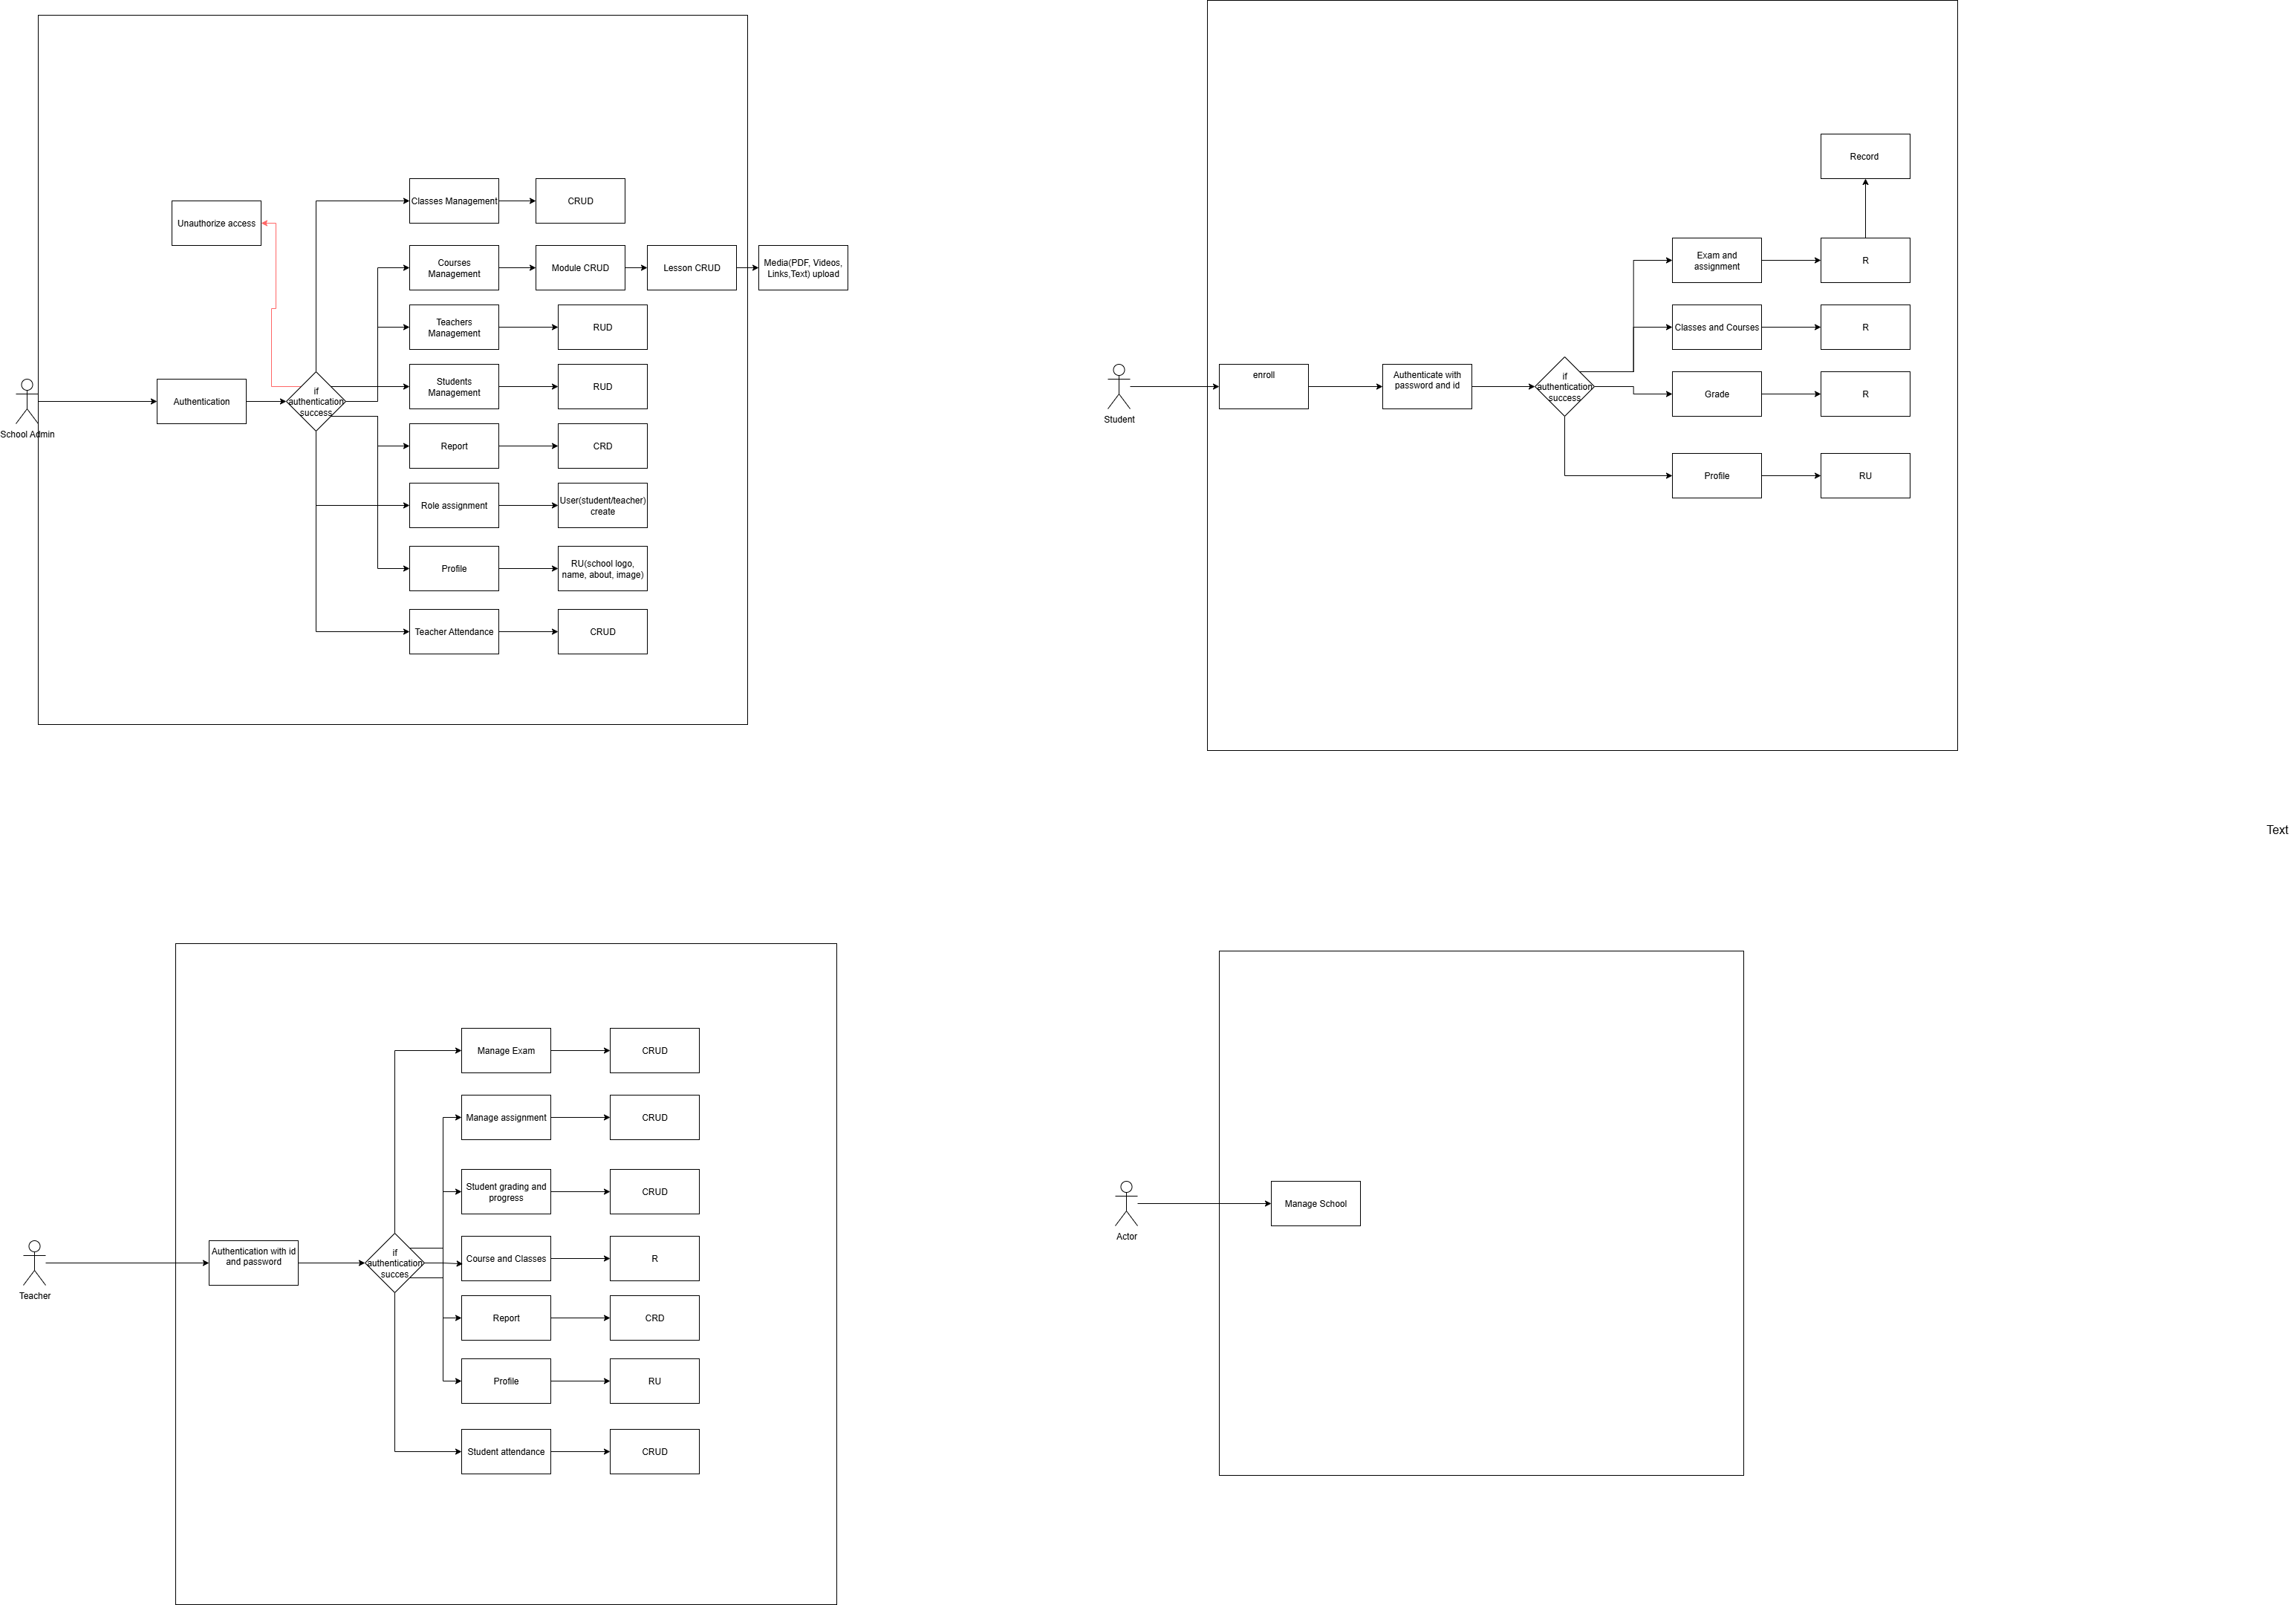 Classes Management
CRUD
Unauthorize access
Courses
Management
Module CRUD
Lesson CRUD
Media(PDF, Videos,
Links,Text) upload
Teachers
Management
RUD
Students
Management
RUD
School Admin
Authentication
if
authentication
success
Report
CRD
Role assignment
User(student/teacher)
create
Profile
RU(school logo,
name, about, image)
Teacher Attendance
CRUD
Record
Exam and
assignment
R
Classes and Courses
R
Student
enroll
Authenticate with
password and id
if
authentication
success
Grade
R
Profile
RU
Text
Manage Exam
CRUD
Manage assignment
CRUD
Student grading and
progress
CRUD
Teacher
Authentication with id
and password
if
authentication
succes
Course and Classes
R
Report
CRD
Profile
RU
Student attendance
CRUD
Actor
Manage School